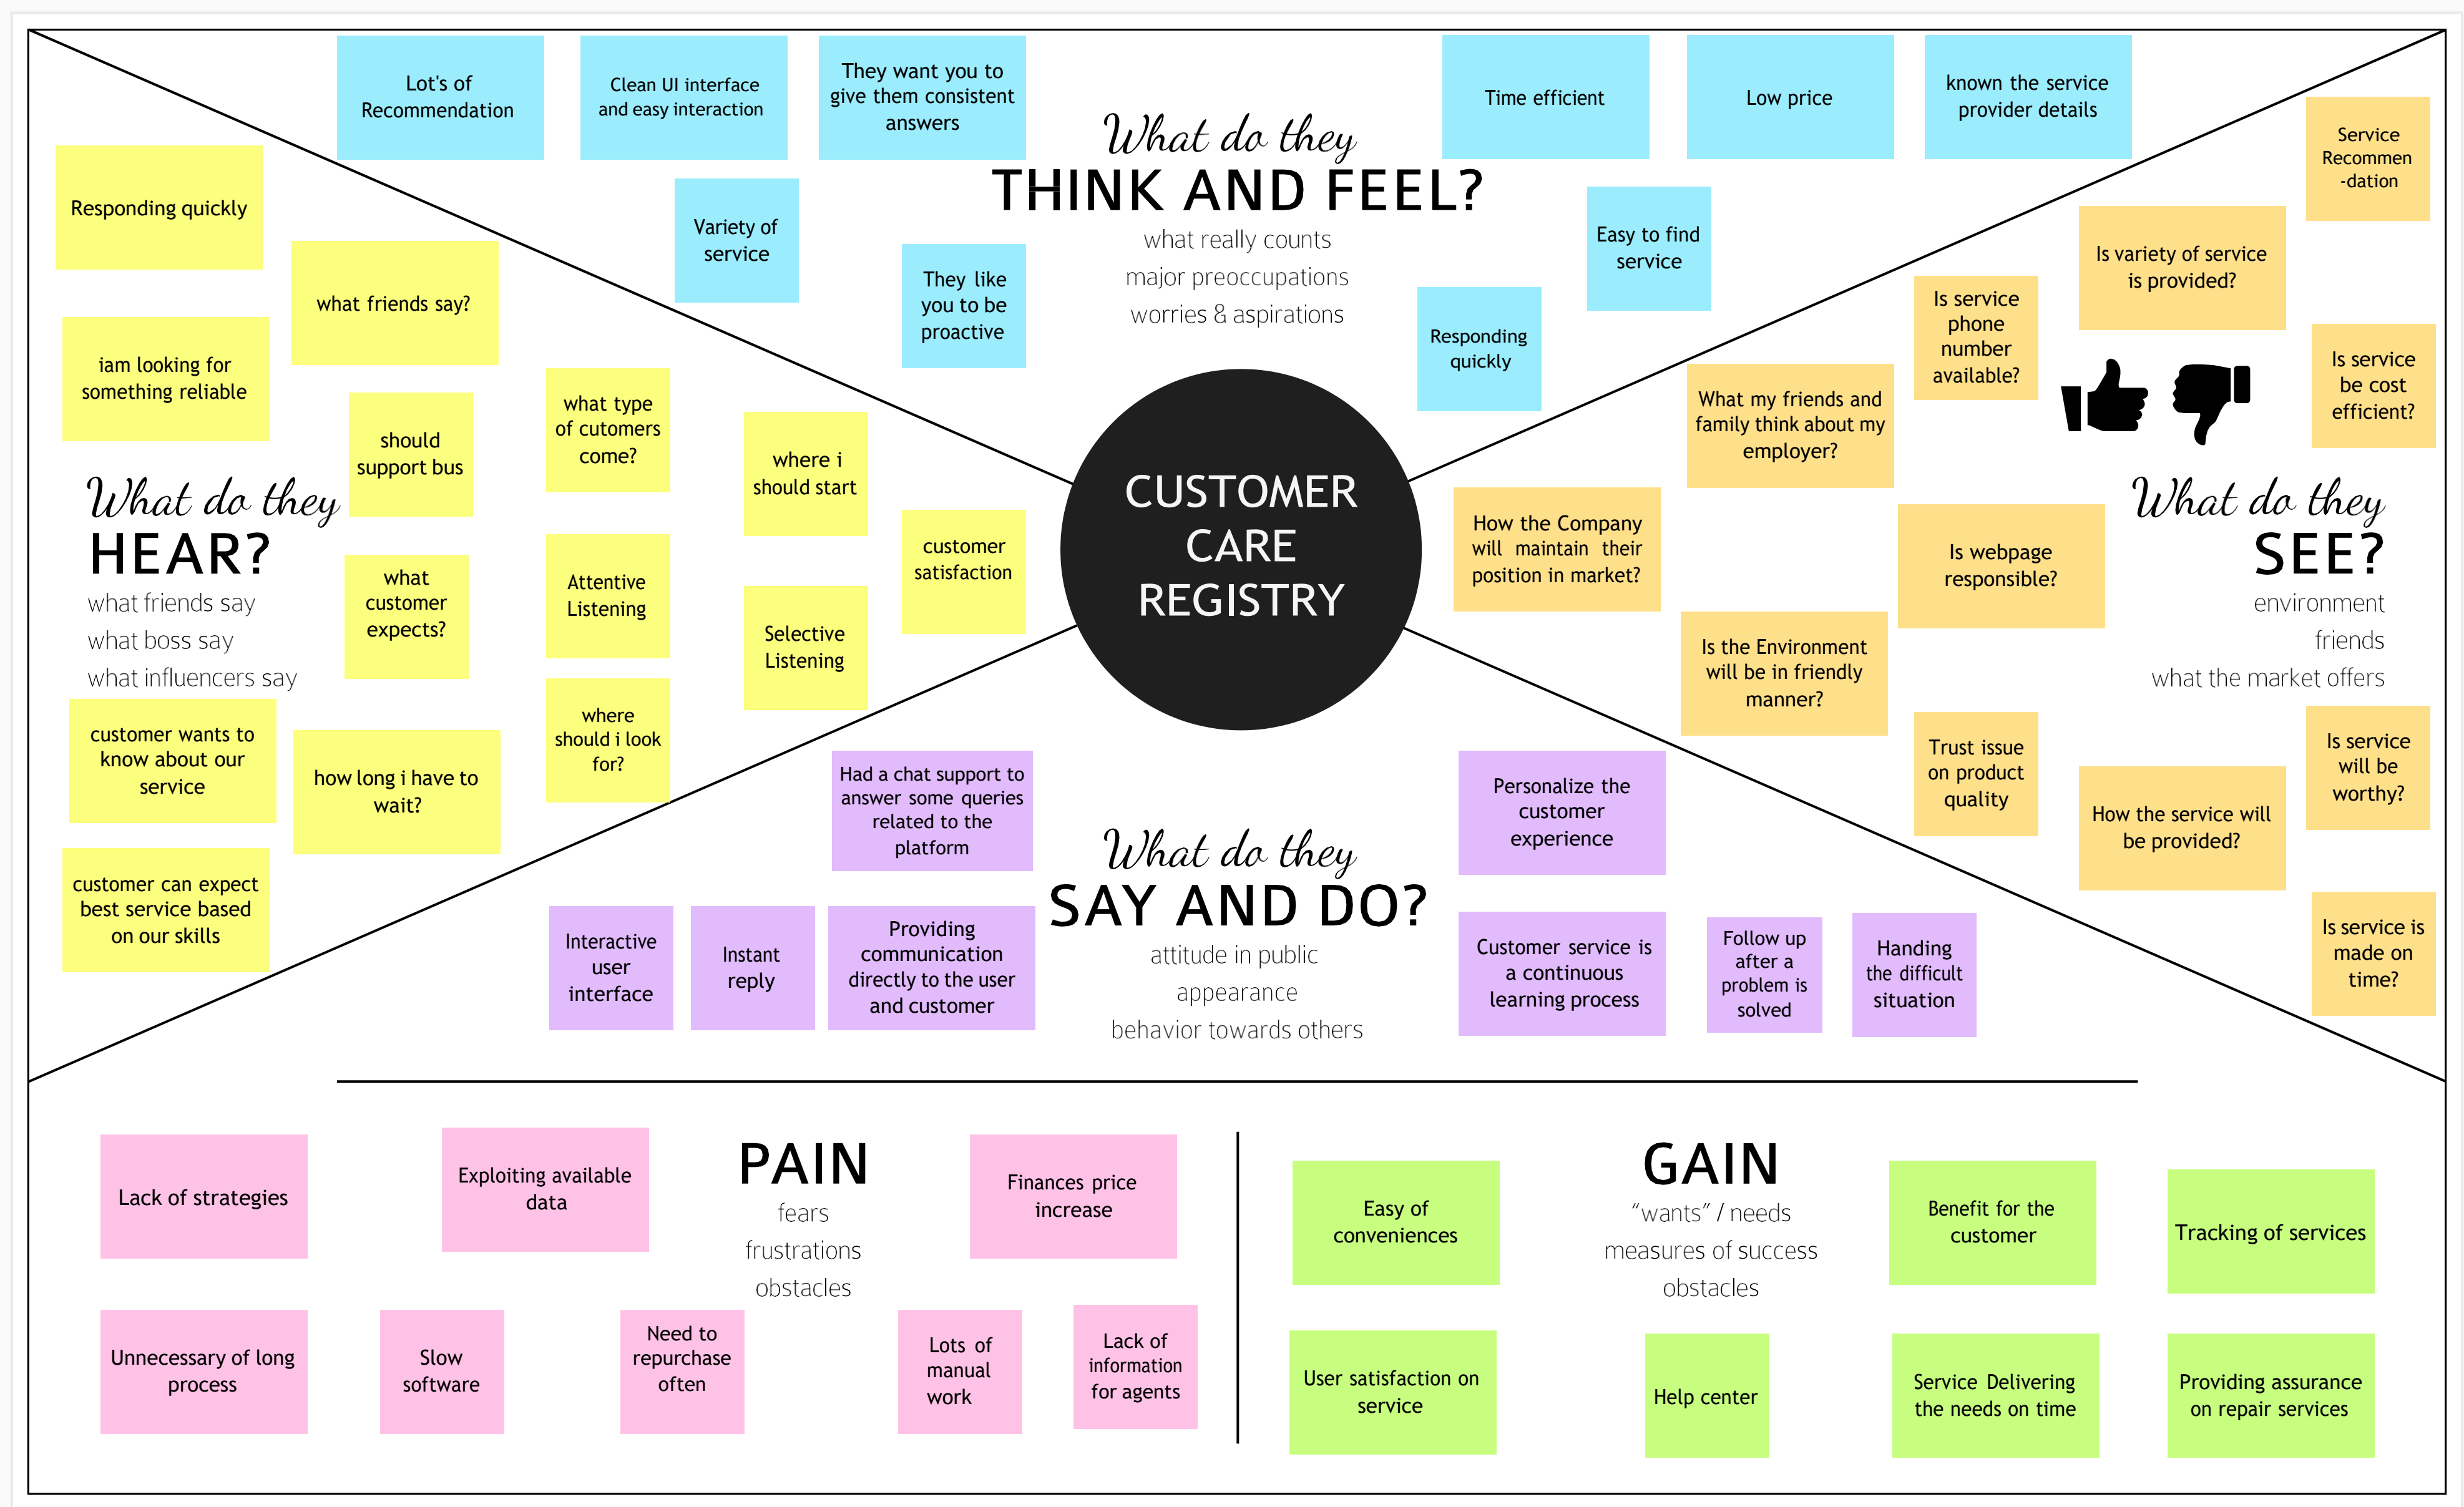 Lot's of
Recommendation
Clean UI interface
and easy interaction
They want you to
give them consistent
answers
Variety of
service
They like
you to be
proactive
What do they
THINK AND FEEL?
what really counts
major preoccupations
worries & aspirations
Time efficient
Low price
known the service
provider details
Easy to find
service
Responding
quickly
Responding quickly
what friends say?
iam looking for
something reliable
should
support bus
what type
of cutomers
come?
where i
should start
customer
satisfaction
What do they
HEAR?
what friends say
what boss say
what influencers say
what
customer
expects?
Attentive
Listening
Selective
Listening
customer wants to
know about our
service
how long i have to
wait?
where
should i look
for?
customer can expect
best service based
on our skills
CUSTOMER
CARE
REGISTRY
Service
Recommen
-dation
Is variety of service
is provided?
Is service
phone
number
available?
Is service
be cost
efficient?
What my friends and
family think about my
employer?
How the Company
will maintain their
position in market?
Is webpage
responsible?
What do they
SEE?
environment
friends
what the market offers
Is the Environment
will be in friendly
manner?
Trust issue
on product
quality
How the service will
be provided?
Is service
will be
worthy?
Is service is
made on
time?
Had a chat support to
answer some queries
related to the
platform
Interactive
user
interface
Instant
reply
Providing
communication
directly to the user
and customer
What do they
SAY AND DO?
attitude in public
appearance
behavior towards others
Personalize the
customer
experience
Customer service is
a continuous
learning process
Follow up
after a
problem is
solved
Handing
the difficult
situation
Lack of strategies
Exploiting available
data
PAIN
fears
frustrations
obstacles
Finances price
increase
Unnecessary of long
process
Slow
software
Need to
repurchase
often
Lots of
manual
work
Lack of
information
for agents
Easy of
conveniences
GAIN
“wants” / needs
measures of success
obstacles
Benefit for the
customer
Tracking of services
User satisfaction on
service
Help center
Service Delivering
the needs on time
Providing assurance
on repair services